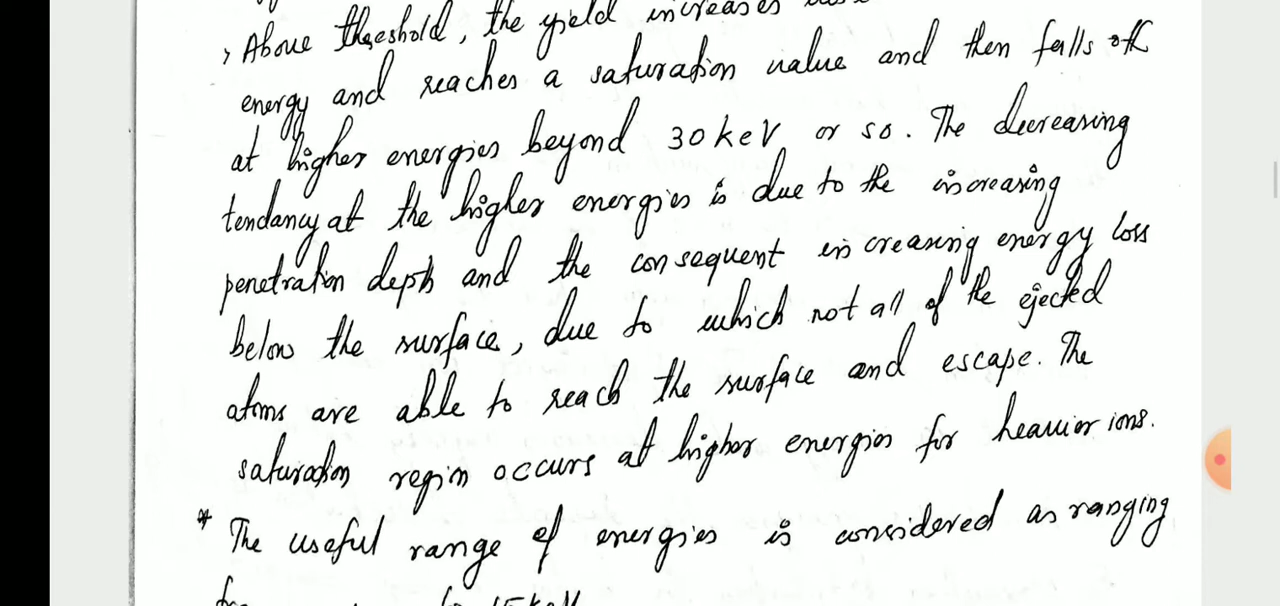 > Above threshold, the yield increases
energy and reaches a saturation value and then falls off
at higher energies beyond 30 keV or so. The decreasing
tendancy at the higher energies is due to the increasing
penetration depth and the consequent increasing energy loss
below the surface, due to which not all of the ejected
atoms are able to reach the surface and escape. The
saturation region occurs at higher energies for heavior ions.
* The useful range of energies is considered as ranging
15 keV